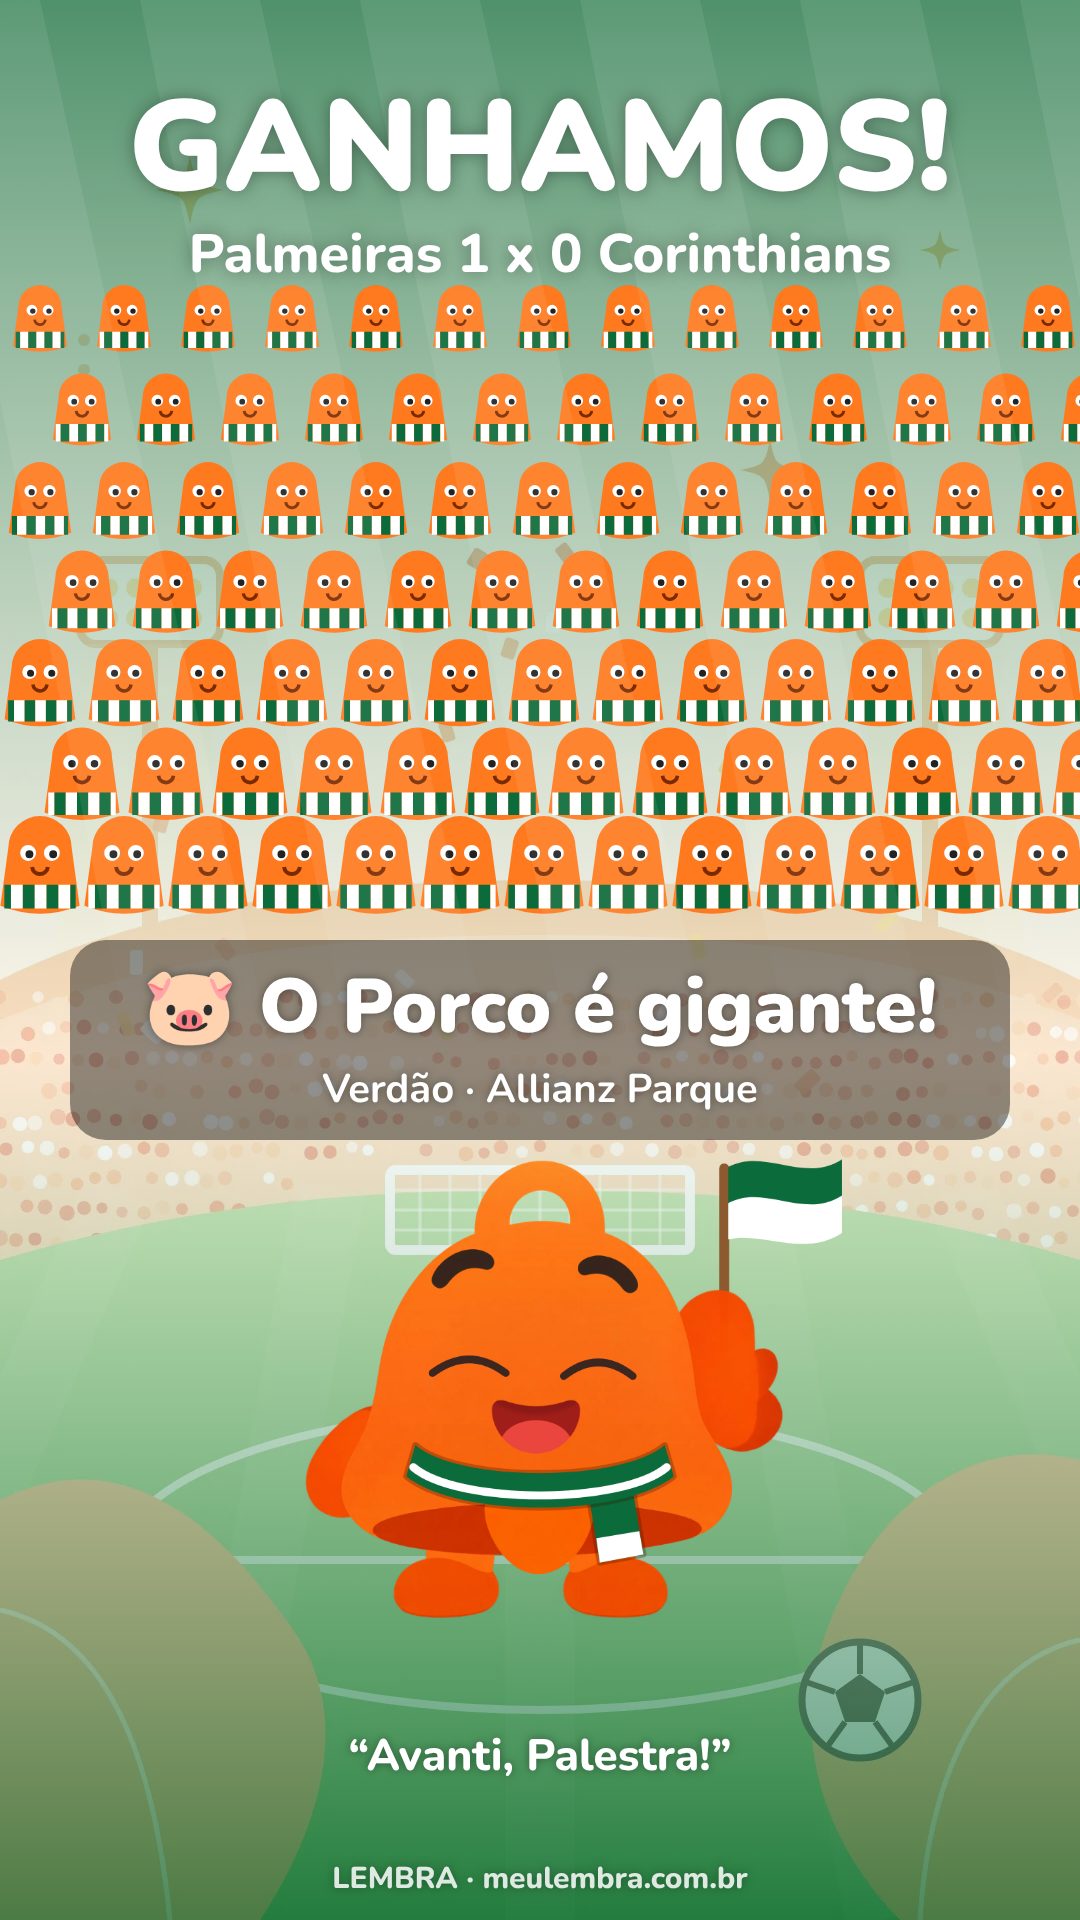 GANHAMOS!
Palmeiras 1 x 0 Corinthians
O Porco é gigante!
Verdão · Allianz Parque
“Avanti, Palestra!”
LEMBRA · meulembra.com.br